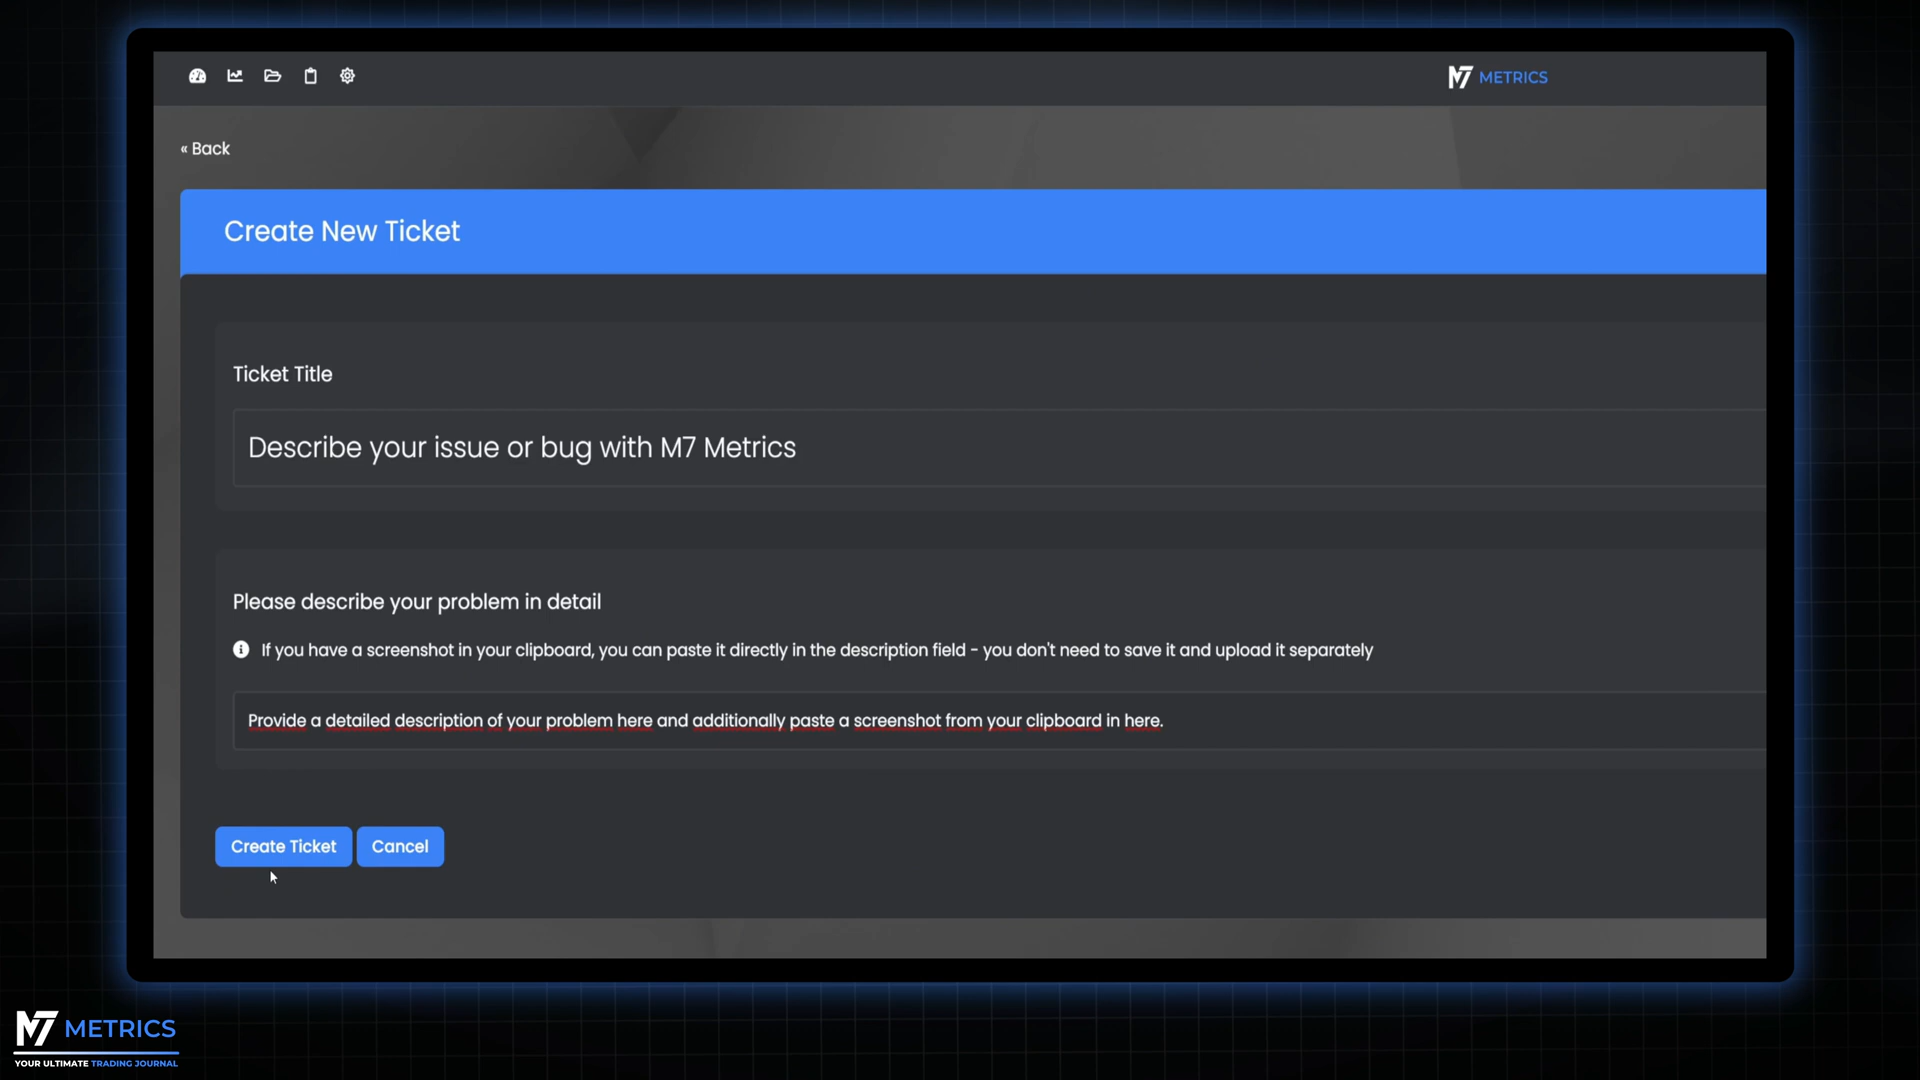 M7 METRICS
« Back
Create New Ticket
Ticket Title
Describe your issue or bug with M7 Metrics
Please describe your problem in detail
If you have a screenshot in your clipboard, you can paste it directly in the description field - you don't need to save it and upload it separately
Provide a detailed description of your problem here and additionally paste a screenshot from your clipboard in here.
Create Ticket Cancel
M7 METRICS
YOUR ULTIMATE TRADING JOURNAL